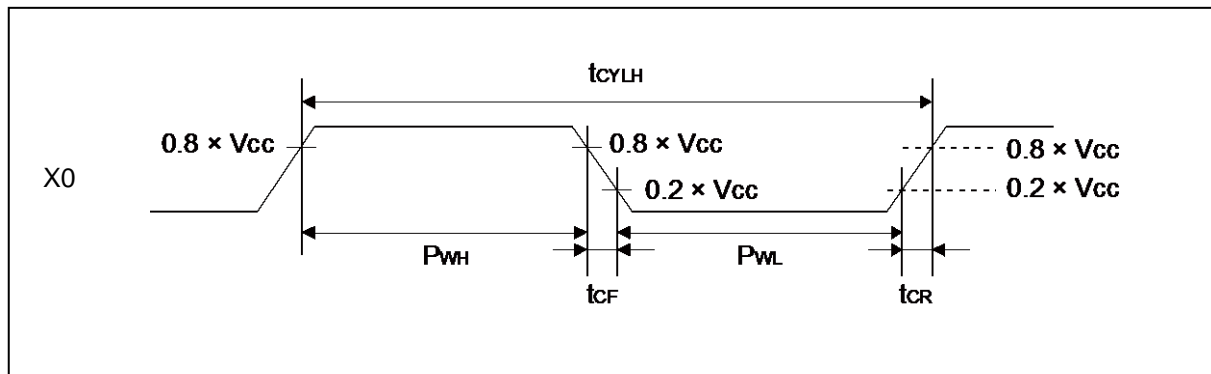 tCYLH
0.8 × VCC
0.8 × VCC
0.8 × VCC
X0
0.2 × VCC
0.2 × VCC
PWH
PWL
tCF
tCR